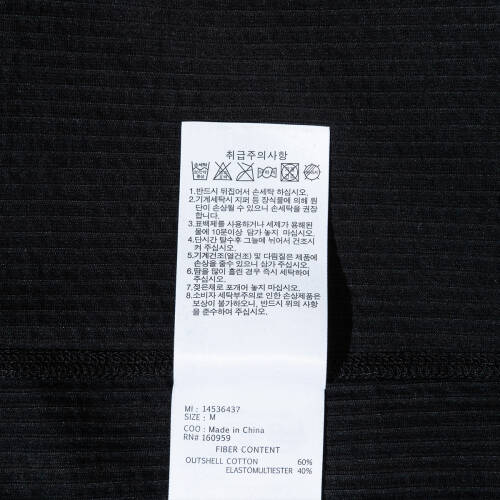 취급주의사항
손세탁
1.반드시 뒤집어서 손세탁 하십시오.
2.기계세탁시 지퍼 등 장식물에 의해 원
단이 손상될 수 있으니 손세탁을 권장
합니다.
3.표백제를 사용하거나 세제가 용해된
물에 10분이상 담가 놓지 마십시오.
4.단시간 탈수후 그늘에 뉘어서 건조시
켜 주십시오.
5.기계건조(열건조) 및 다림질은 제품에
손상을 줄수 있으니 삼가 주십시오.
6.땀을 많이 흘린 경우 즉시 세탁하여
주십시오.
7.젖은채로 포개어 놓지 마십시오.
8.소비자 세탁부주의로 인한 손상제품은
보상이 불가하오니, 반드시 위의 사항
을 준수하여 주십시오.
MI : 14536437
SIZE : M
COO : Made in China
RN# 160959
FIBER CONTENT
OUTSHELL COTTON 60%
ELASTOMULTIESTER 40%